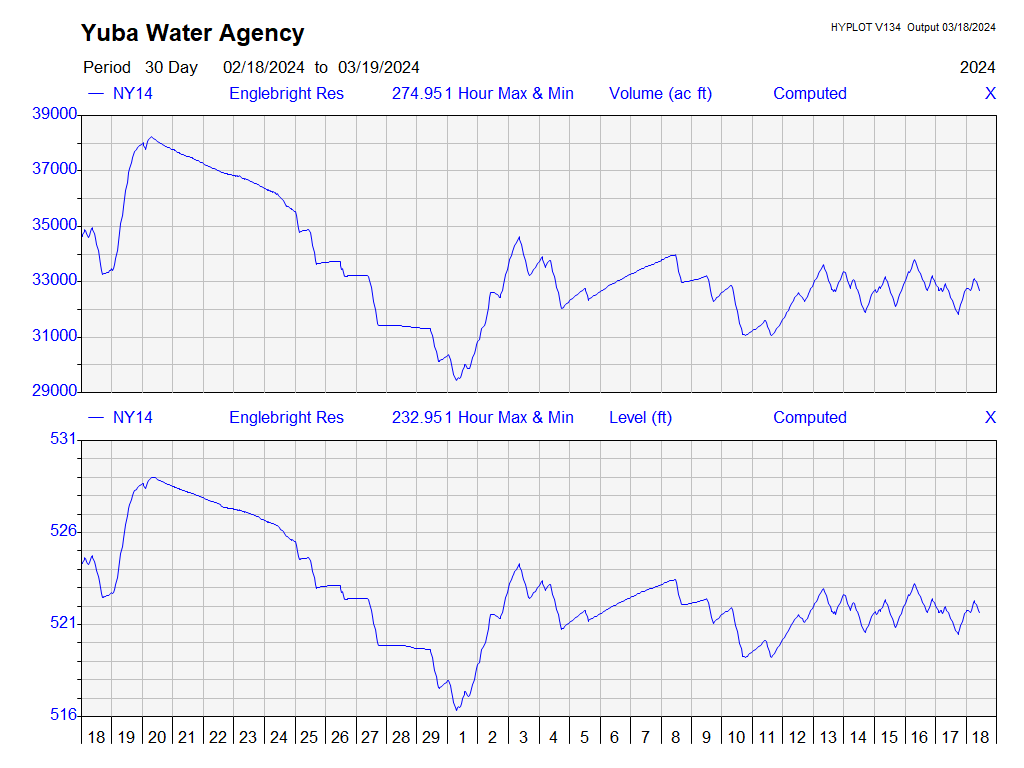 Yuba Water Agency
HYPLOT V134 Output 03/18/2024
Period 30 Day 02/18/2024 to 03/19/2024
2024
NY14 Englebright Res 274.951 Hour Max & Min Volume (ac ft) Computed X
39000
37000
35000
33000
31000
29000
NY14 Englebright Res 232.951 Hour Max & Min Level (ft) Computed X
531
526
521
516
18 19 20 21 22 23 24 25 26 27 28 29 1 2 3 4 5 6 7 8 9 10 11 12 13 14 15 16 17 18